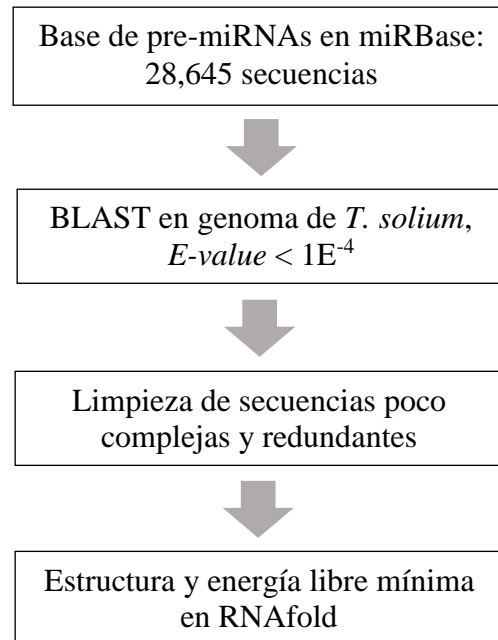 Base de pre-miRNAs en miRBase:
28,645 secuencias
BLAST en genoma de T. solium,
E-value < 1E⁻⁴
Limpieza de secuencias poco
complejas y redundantes
Estructura y energía libre mínima
en RNAfold